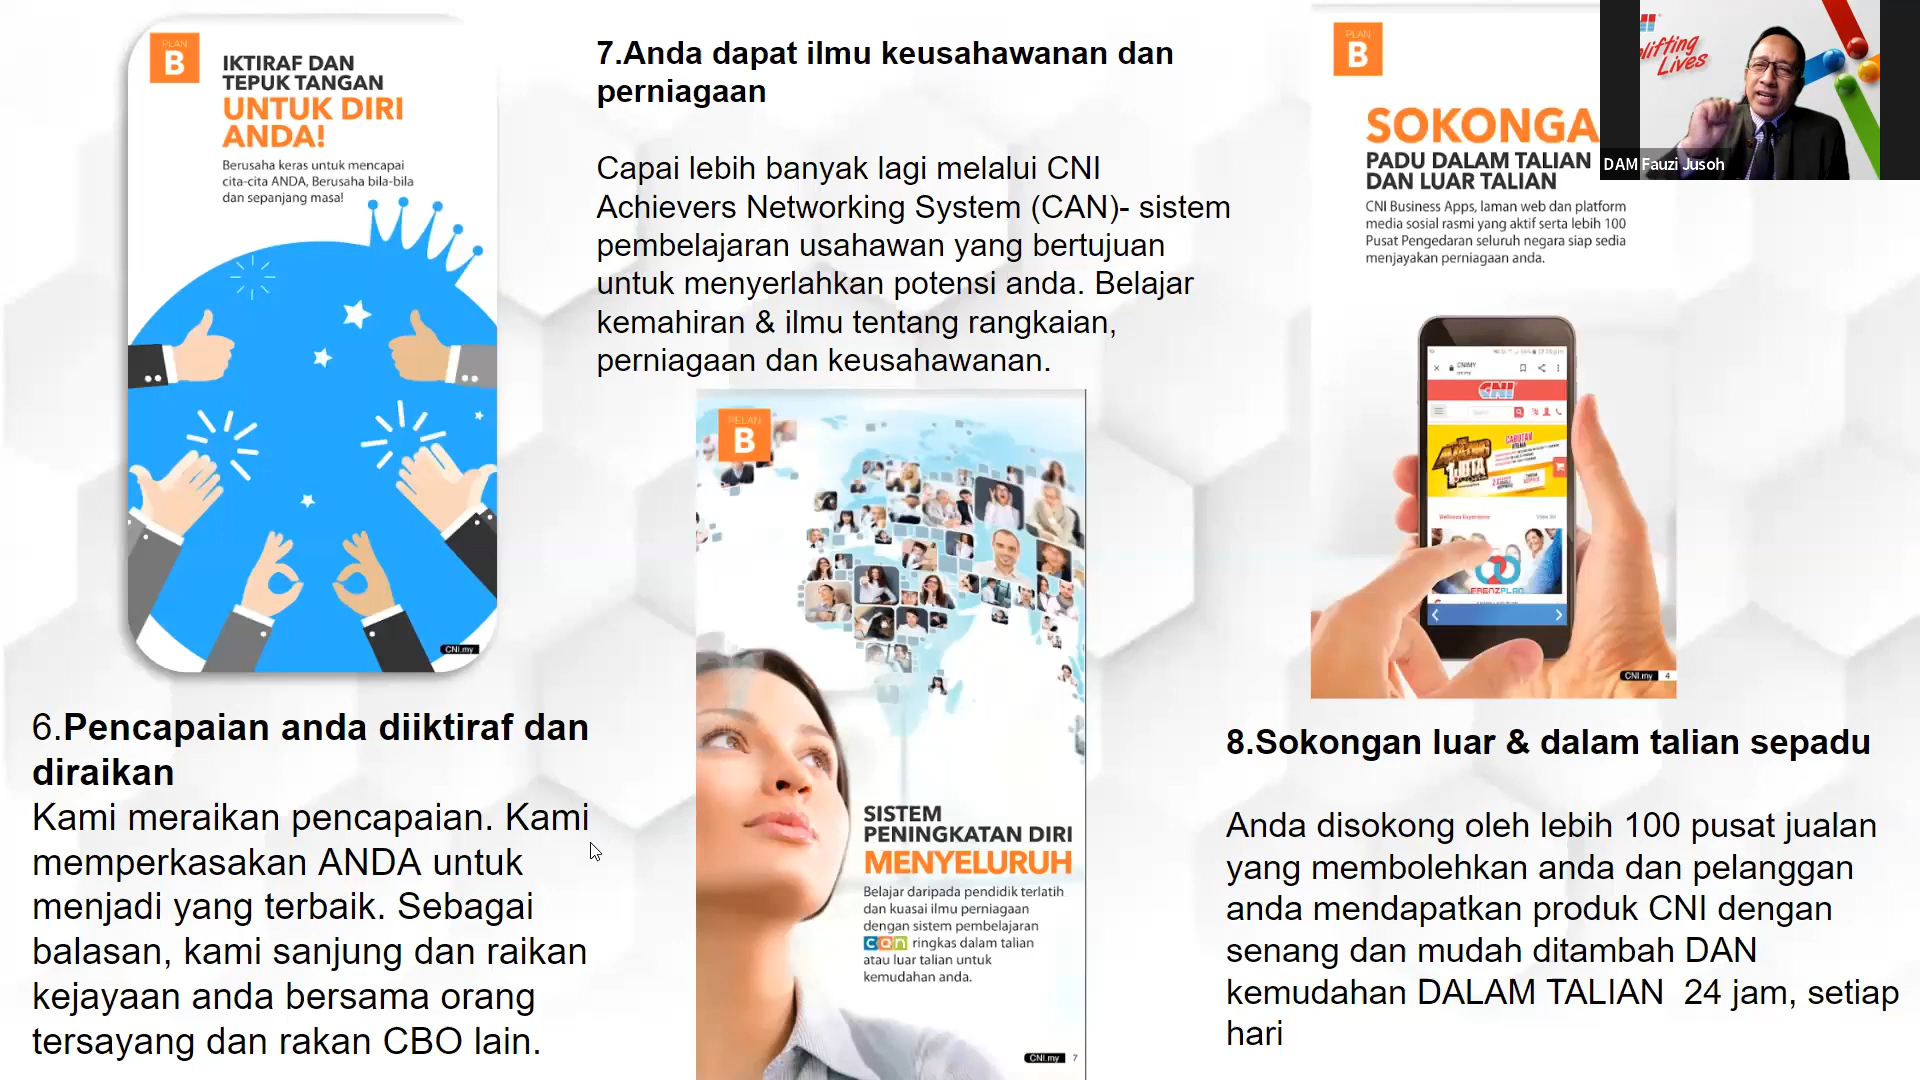 PLAN
B
IKTIRAF DAN
TEPUK TANGAN
UNTUK DIRI
ANDA!
Berusaha keras untuk mencapai
cita-cita ANDA, Berusaha bila-bila
dan sepanjang masa!
CNI.my
6.Pencapaian anda diiktiraf dan
diraikan
Kami meraikan pencapaian. Kami
memperkasakan ANDA untuk
menjadi yang terbaik. Sebagai
balasan, kami sanjung dan raikan
kejayaan anda bersama orang
tersayang dan rakan CBO lain.
7.Anda dapat ilmu keusahawanan dan
perniagaan
Capai lebih banyak lagi melalui CNI
Achievers Networking System (CAN)- sistem
pembelajaran usahawan yang bertujuan
untuk menyerlahkan potensi anda. Belajar
kemahiran & ilmu tentang rangkaian,
perniagaan dan keusahawanan.
PELAN
B
SISTEM
PENINGKATAN DIRI
MENYELURUH
Belajar daripada pendidik terlatih
dan kuasai ilmu perniagaan
dengan sistem pembelajaran
can ringkas dalam talian
atau luar talian untuk
kemudahan anda.
CNI.my 7
PLAN
B
SOKONGA
PADU DALAM TALIAN
DAN LUAR TALIAN
CNI Business Apps, laman web dan platform
media sosial rasmi yang aktif serta lebih 100
Pusat Pengedaran seluruh negara siap sedia
menjayakan perniagaan anda.
CNIMY
CNI
Search
CABUTAN
1JUTA
Wellness Experience View All
CNI.my 4
8.Sokongan luar & dalam talian sepadu
Anda disokong oleh lebih 100 pusat jualan
yang membolehkan anda dan pelanggan
anda mendapatkan produk CNI dengan
senang dan mudah ditambah DAN
kemudahan DALAM TALIAN 24 jam, setiap
hari
Lives
DAM Fauzi Jusoh